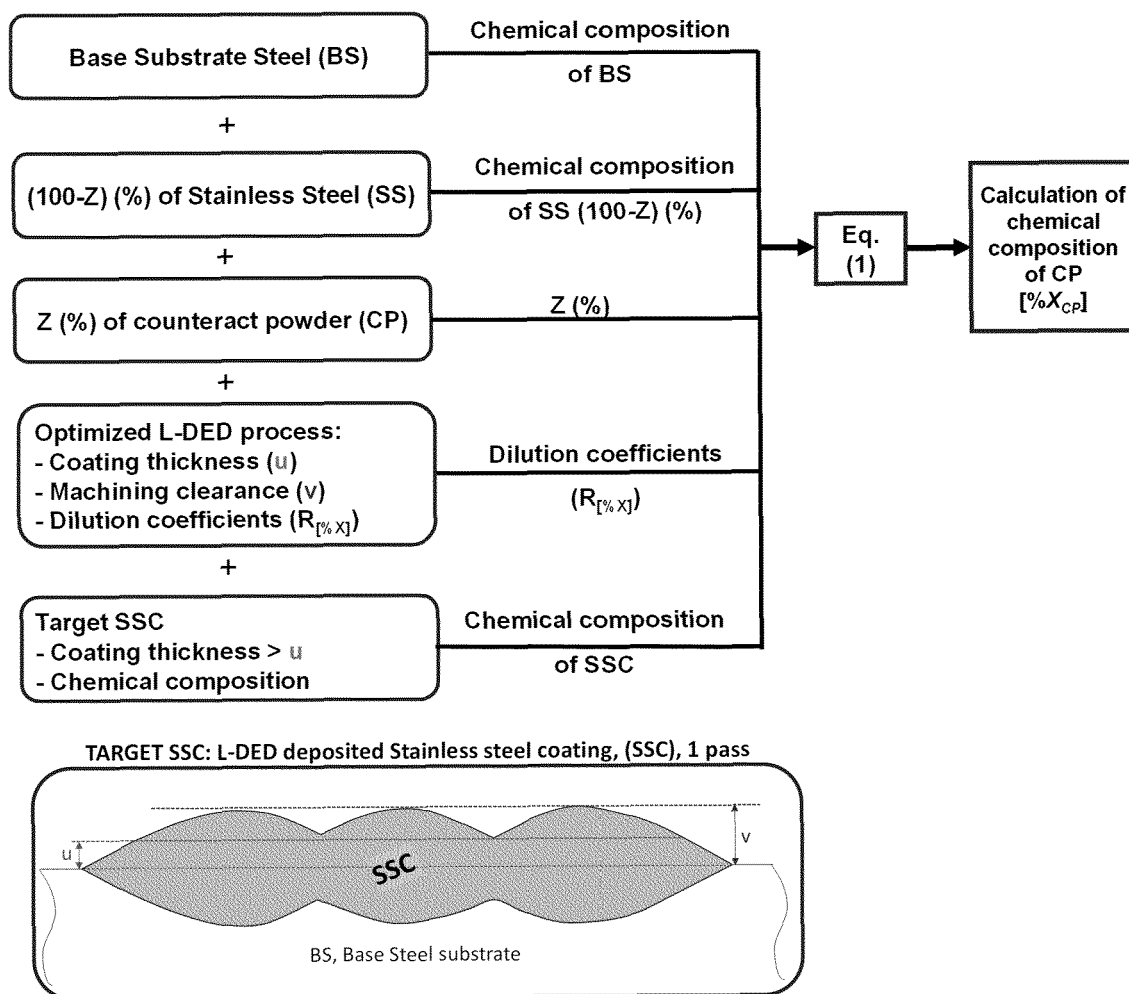 Base Substrate Steel (BS)
Chemical composition
of BS
+
(100-Z) (%) of Stainless Steel (SS)
Chemical composition
of SS (100-Z) (%)
+
Z (%) of counteract powder (CP)
Z (%)
+
Optimized L-DED process:
- Coating thickness (u)
- Machining clearance (v)
- Dilution coefficients (R[% X])
Dilution coefficients
(R[% X])
+
Target SSC
- Coating thickness > u
- Chemical composition
Chemical composition
of SSC
Eq.
(1)
Calculation of
chemical
composition
of CP
[%XCP]
TARGET SSC: L-DED deposited Stainless steel coating, (SSC), 1 pass
u
SSC
v
BS, Base Steel substrate